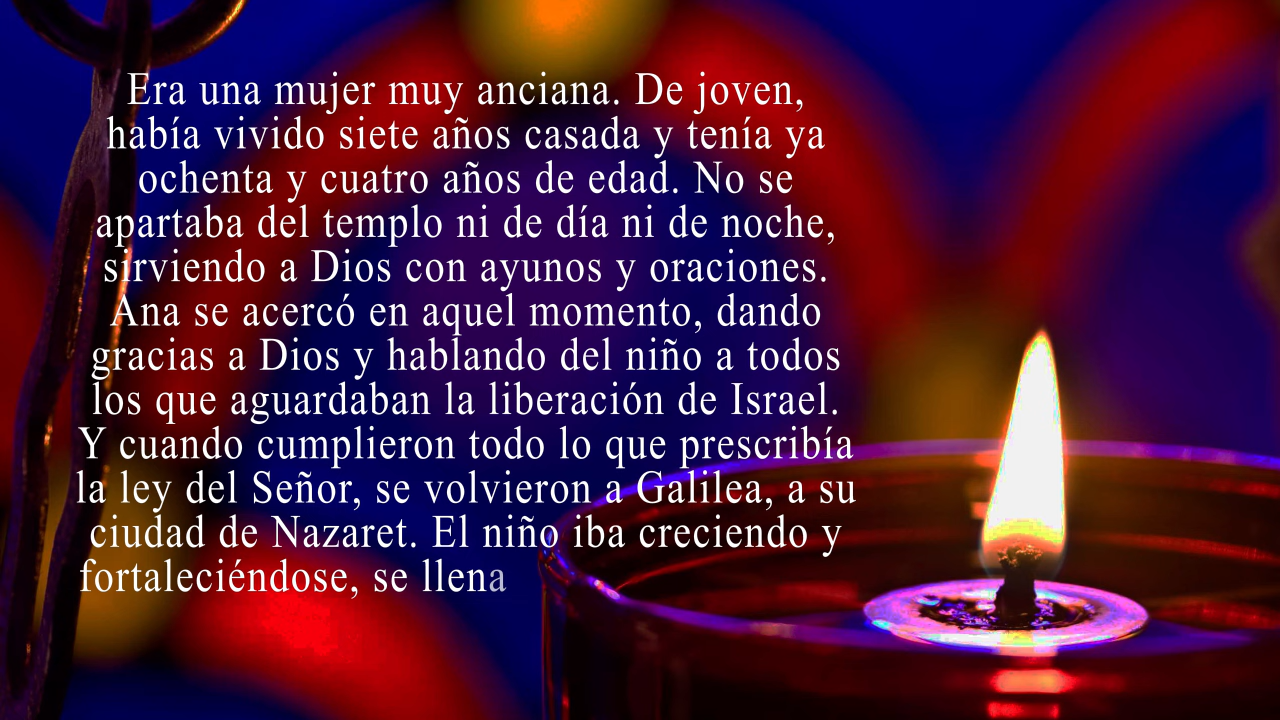 Era una mujer muy anciana. De joven,
había vivido siete años casada y tenía ya
ochenta y cuatro años de edad. No se
apartaba del templo ni de día ni de noche,
sirviendo a Dios con ayunos y oraciones.
Ana se acercó en aquel momento, dando
gracias a Dios y hablando del niño a todos
los que aguardaban la liberación de Israel.
Y cuando cumplieron todo lo que prescribía
la ley del Señor, se volvieron a Galilea, a su
ciudad de Nazaret. El niño iba creciendo y
fortaleciéndose, se llena